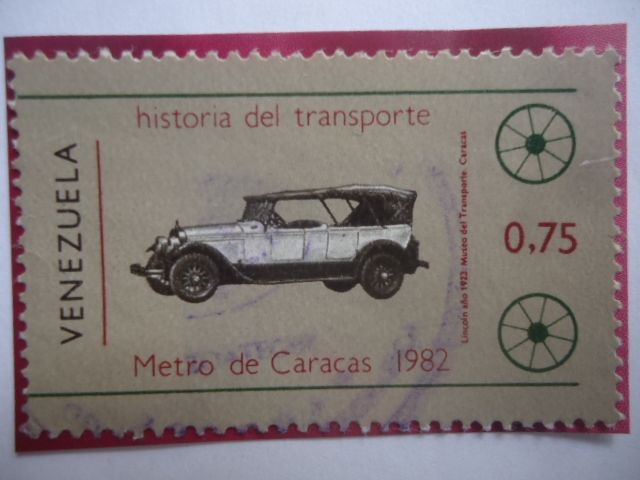 historia del transporte
VENEZUELA
0,75
Lincoln año 1923. Museo del Transporte. Caracas
Metro de Caracas 1982